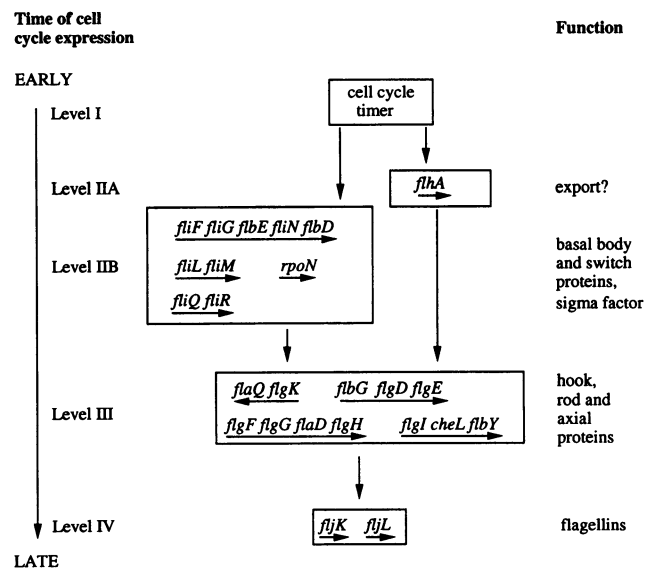 Time of cell
cycle expression
Function
EARLY
cell cycle
timer
Level I
Level IIA
flhA
export?
fliF fliG flbE fliN flbD
Level IIB
fliL fliM rpoN
fliQ fliR
basal body
and switch
proteins,
sigma factor
flaQ flgK flbG flgD flgE
Level III
flgF flgG flaD flgH flgI cheL flbY
hook,
rod and
axial
proteins
Level IV
fljK fljL
flagellins
LATE